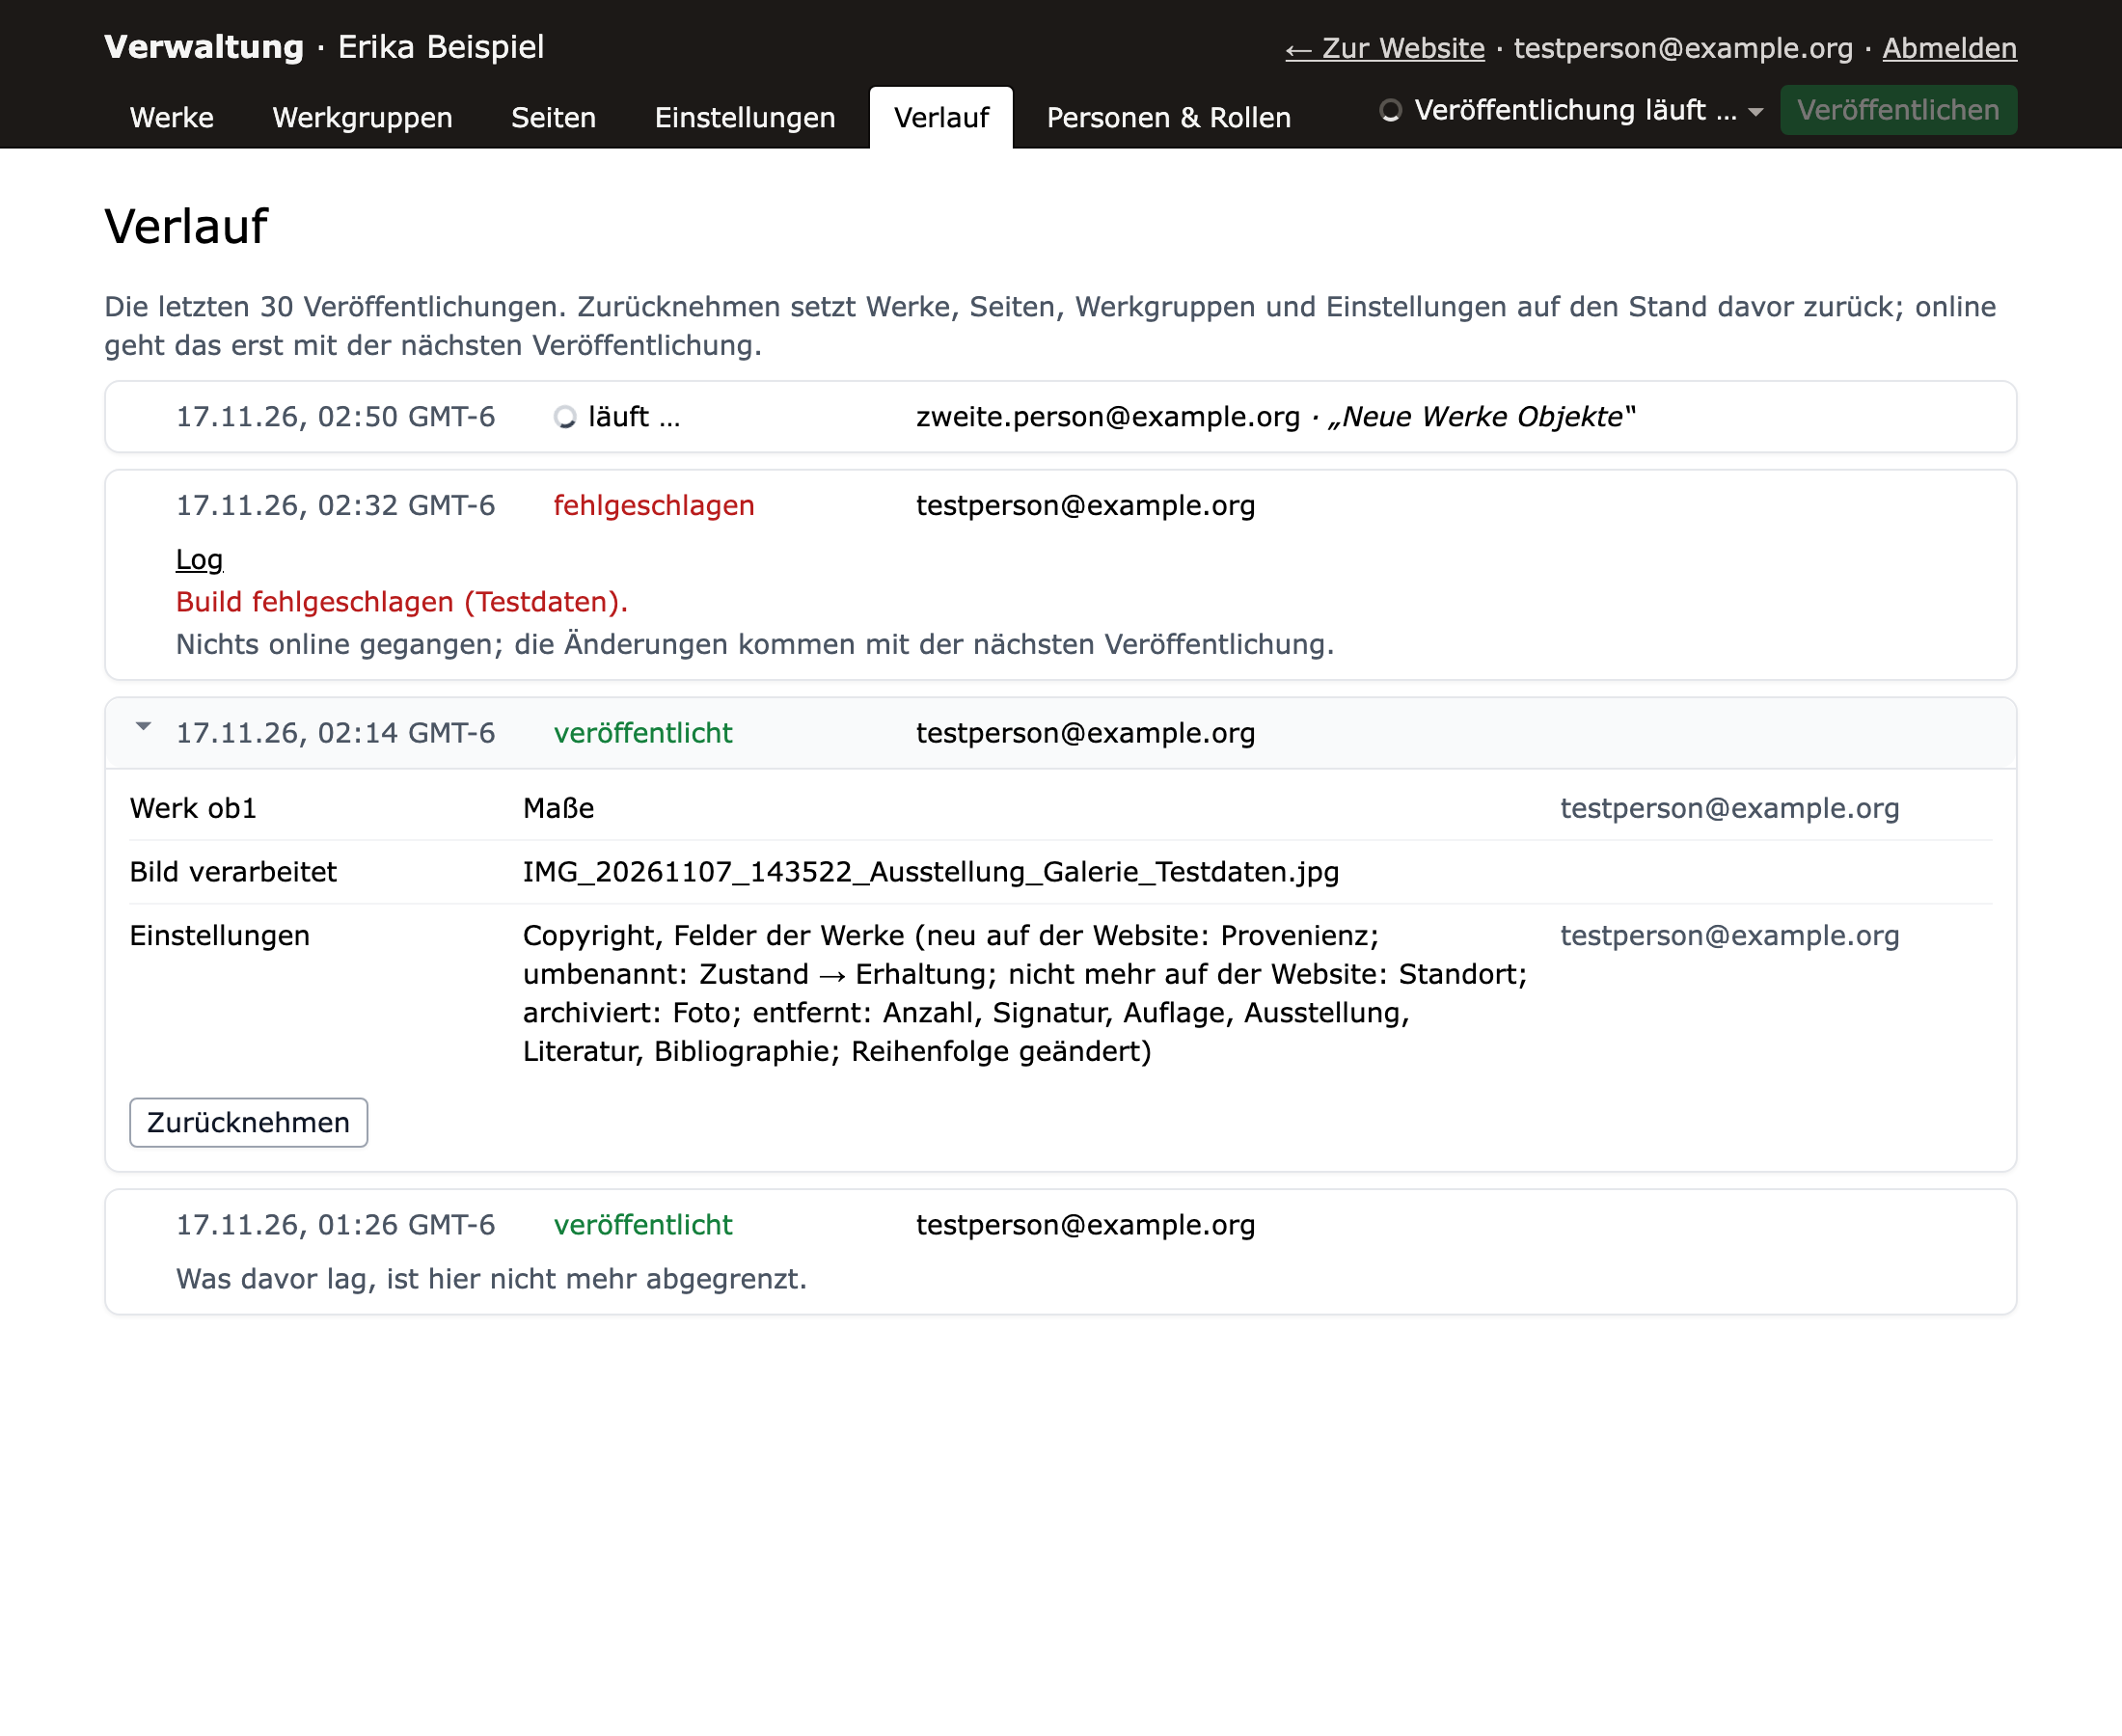 Verwaltung · Erika Beispiel
← Zur Website · testperson@example.org · Abmelden
Werke Werkgruppen Seiten Einstellungen Verlauf Personen & Rollen Veröffentlichung läuft ... Veröffentlichen
Verlauf
Die letzten 30 Veröffentlichungen. Zurücknehmen setzt Werke, Seiten, Werkgruppen und Einstellungen auf den Stand davor zurück; online
geht das erst mit der nächsten Veröffentlichung.
17.11.26, 02:50 GMT-6 läuft ... zweite.person@example.org · „Neue Werke Objekte“
17.11.26, 02:32 GMT-6 fehlgeschlagen testperson@example.org
Log
Build fehlgeschlagen (Testdaten).
Nichts online gegangen; die Änderungen kommen mit der nächsten Veröffentlichung.
17.11.26, 02:14 GMT-6 veröffentlicht testperson@example.org
Werk ob1 Maße testperson@example.org
Bild verarbeitet IMG_20261107_143522_Ausstellung_Galerie_Testdaten.jpg
Einstellungen Copyright, Felder der Werke (neu auf der Website: Provenienz; testperson@example.org
umbenannt: Zustand → Erhaltung; nicht mehr auf der Website: Standort;
archiviert: Foto; entfernt: Anzahl, Signatur, Auflage, Ausstellung,
Literatur, Bibliographie; Reihenfolge geändert)
Zurücknehmen
17.11.26, 01:26 GMT-6 veröffentlicht testperson@example.org
Was davor lag, ist hier nicht mehr abgegrenzt.